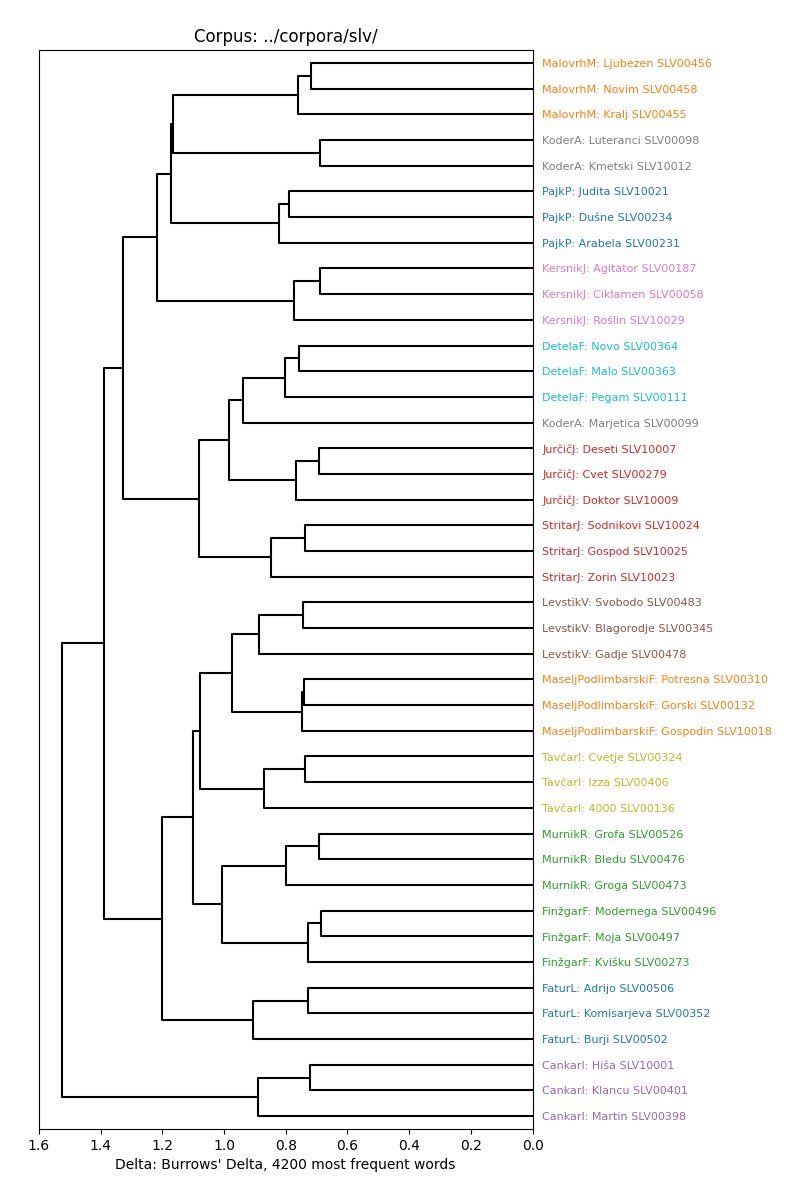 Corpus: ../corpora/slv/
MalovrhM: Ljubezen SLV00456
MalovrhM: Novim SLV00458
MalovrhM: Kralj SLV00455
KoderA: Luteranci SLV00098
KoderA: Kmetski SLV10012
PajkP: Judita SLV10021
PajkP: Dušne SLV00234
PajkP: Arabela SLV00231
KersnikJ: Agitator SLV00187
KersnikJ: Ciklamen SLV00058
KersnikJ: Rošlin SLV10029
DetelaF: Novo SLV00364
DetelaF: Malo SLV00363
DetelaF: Pegam SLV00111
KoderA: Marjetica SLV00099
JurčičJ: Deseti SLV10007
JurčičJ: Cvet SLV00279
JurčičJ: Doktor SLV10009
StritarJ: Sodnikovi SLV10024
StritarJ: Gospod SLV10025
StritarJ: Zorin SLV10023
LevstikV: Svobodo SLV00483
LevstikV: Blagorodje SLV00345
LevstikV: Gadje SLV00478
MaseljPodlimbarskiF: Potresna SLV00310
MaseljPodlimbarskiF: Gorski SLV00132
MaseljPodlimbarskiF: Gospodin SLV10018
TavčarI: Cvetje SLV00324
TavčarI: Izza SLV00406
TavčarI: 4000 SLV00136
MurnikR: Grofa SLV00526
MurnikR: Bledu SLV00476
MurnikR: Groga SLV00473
FinžgarF: Modernega SLV00496
FinžgarF: Moja SLV00497
FinžgarF: Kvišku SLV00273
FaturL: Adrijo SLV00506
FaturL: Komisarjeva SLV00352
FaturL: Burji SLV00502
CankarI: Hiša SLV10001
CankarI: Klancu SLV00401
CankarI: Martin SLV00398
1.6 1.4 1.2 1.0 0.8 0.6 0.4 0.2 0.0
Delta: Burrows' Delta, 4200 most frequent words